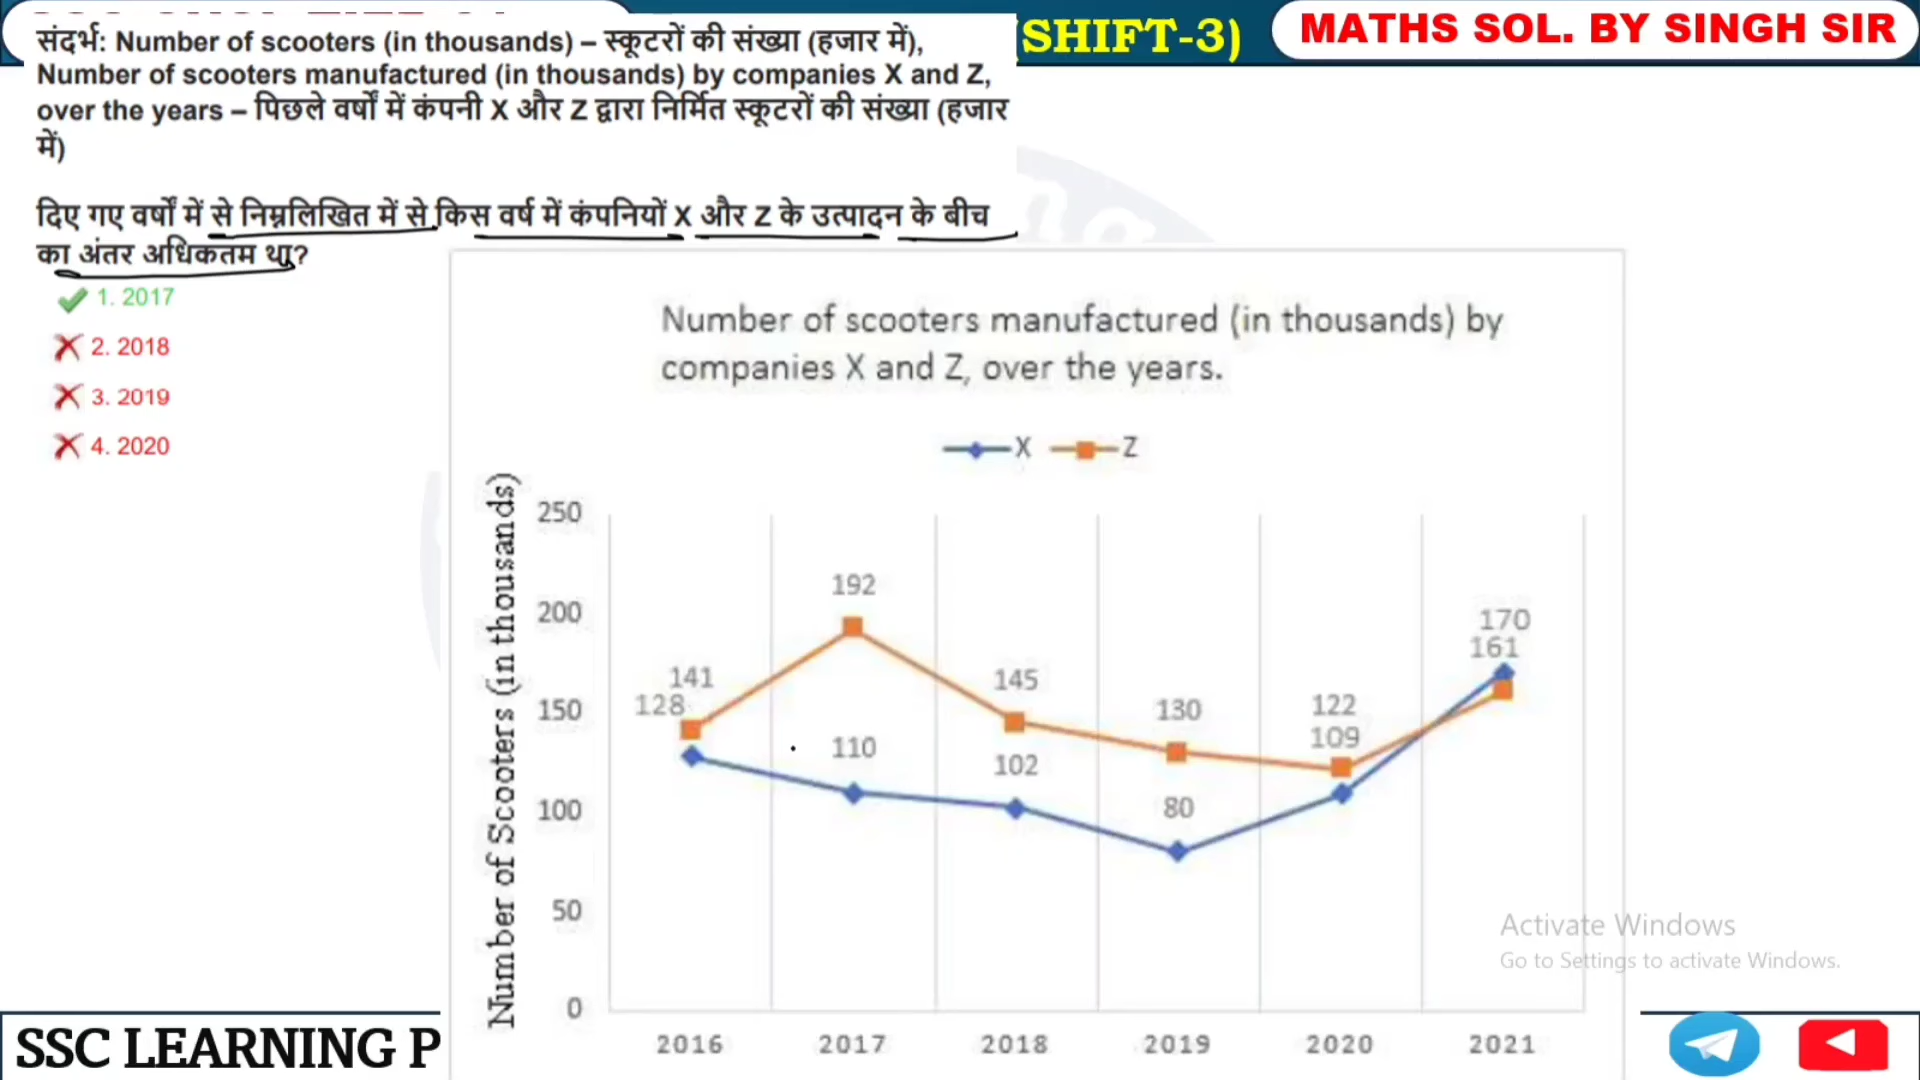 (SHIFT-3)
MATHS SOL. BY SINGH SIR
संदर्भ: Number of scooters (in thousands) – स्कूटरों की संख्या (हजार में),
Number of scooters manufactured (in thousands) by companies X and Z,
over the years – पिछले वर्षों में कंपनी X और Z द्वारा निर्मित स्कूटरों की संख्या (हजार
में)
दिए गए वर्षों में से निम्नलिखित में से किस वर्ष में कंपनियों X और Z के उत्पादन के बीच
का अंतर अधिकतम था?
1. 2017
2. 2018
3. 2019
4. 2020
Number of scooters manufactured (in thousands) by
companies X and Z, over the years.
X Z
Number of Scooters (in thousands)
250
200
150
100
50
0
141
128
192
110
145
102
130
80
122
109
170
161
2016 2017 2018 2019 2020 2021
Activate Windows
Go to Settings to activate Windows.
SSC LEARNING P